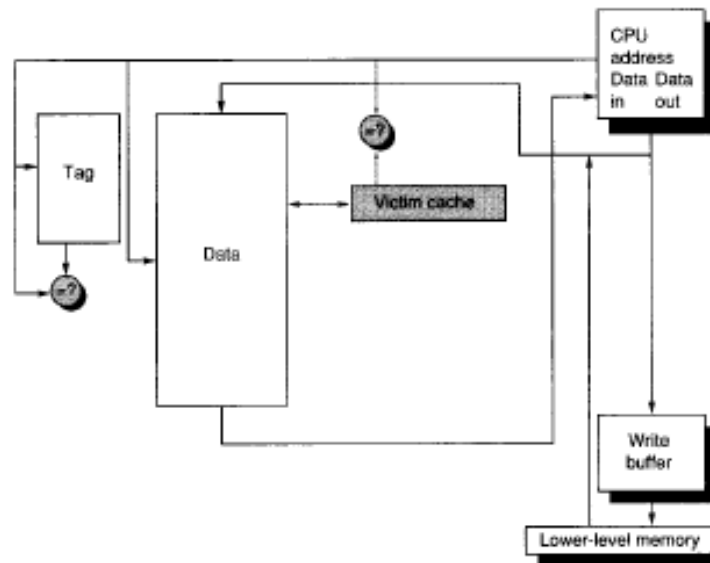 CPU
address
Data Data
in out
=?
Tag
Victim cache
Data
=?
Write
buffer
Lower-level memory